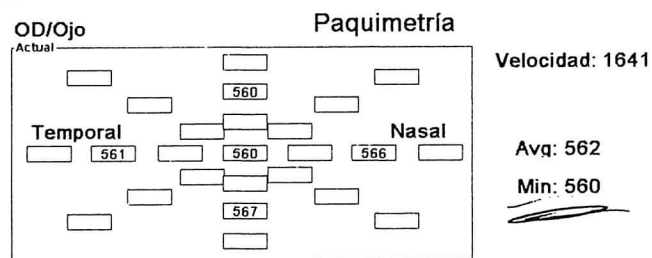 OD/Ojo
Paquimetría
Actual
Velocidad: 1641
560
Temporal
Nasal
561
560
566
Avg: 562
Min: 560
567